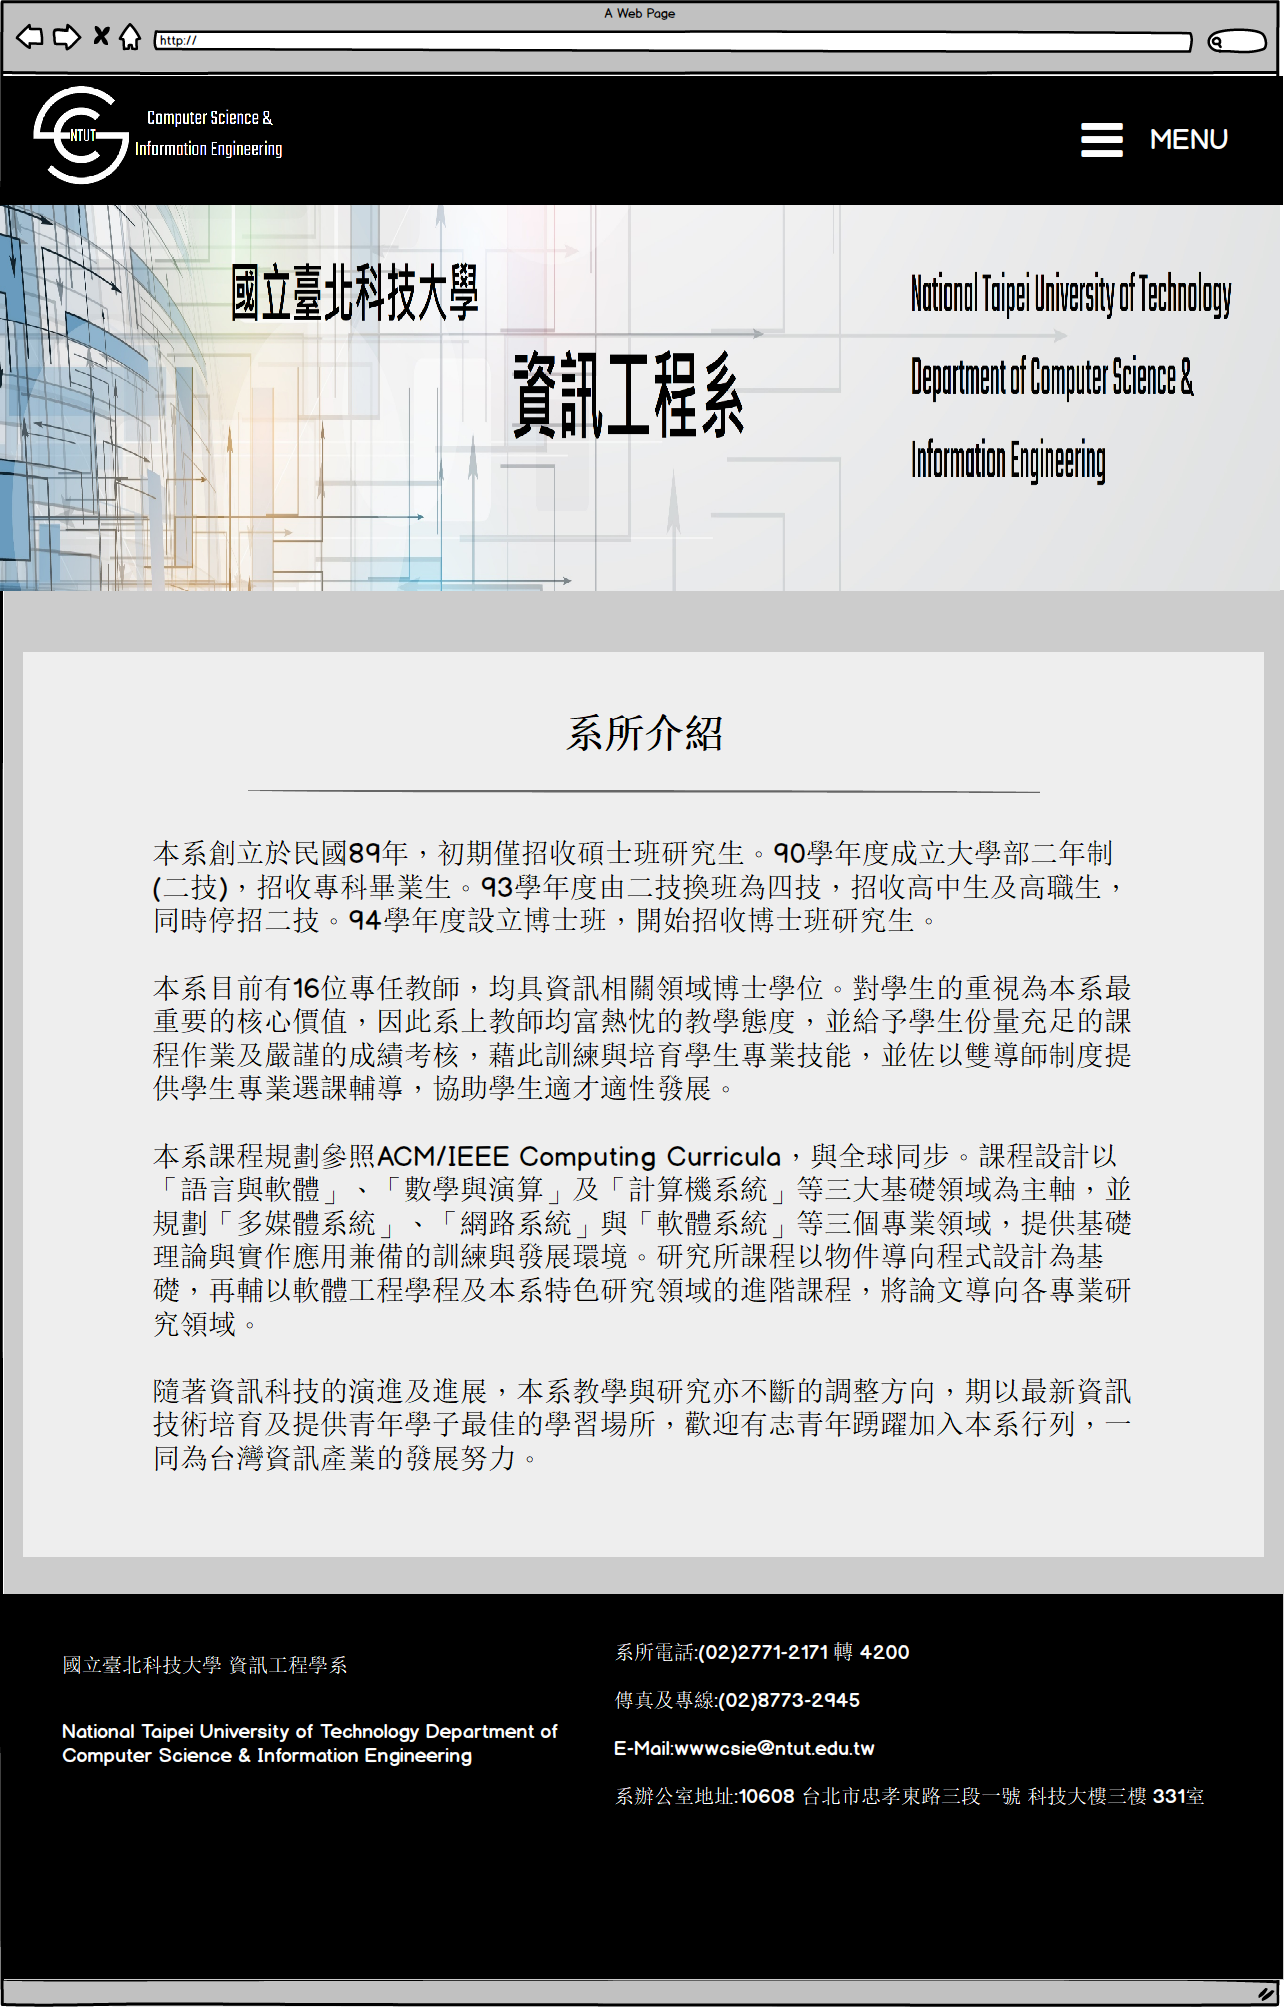 A Web Page
http://
Computer Science &
NTUT
Information Engineering
MENU
國立臺北科技大學
資訊工程系
National Taipei University of Technology
Department of Computer Science &
Information Engineering
系所介紹
本系創立於民國89年，初期僅招收碩士班研究生。90學年度成立大學部二年制
(二技)，招收專科畢業生。93學年度由二技換班為四技，招收高中生及高職生，
同時停招二技。94學年度設立博士班，開始招收博士班研究生。
本系目前有16位專任教師，均具資訊相關領域博士學位。對學生的重視為本系最
重要的核心價值，因此系上教師均富熱忱的教學態度，並給予學生份量充足的課
程作業及嚴謹的成績考核，藉此訓練與培育學生專業技能，並佐以雙導師制度提
供學生專業選課輔導，協助學生適才適性發展。
本系課程規劃參照ACM/IEEE Computing Curricula，與全球同步。課程設計以
「語言與軟體」、「數學與演算」及「計算機系統」等三大基礎領域為主軸，並
規劃「多媒體系統」、「網路系統」與「軟體系統」等三個專業領域，提供基礎
理論與實作應用兼備的訓練與發展環境。研究所課程以物件導向程式設計為基
礎，再輔以軟體工程學程及本系特色研究領域的進階課程，將論文導向各專業研
究領域。
隨著資訊科技的演進及進展，本系教學與研究亦不斷的調整方向，期以最新資訊
技術培育及提供青年學子最佳的學習場所，歡迎有志青年踴躍加入本系行列，一
同為台灣資訊產業的發展努力。
國立臺北科技大學 資訊工程學系
National Taipei University of Technology Department of
Computer Science & Information Engineering
系所電話:(02)2771-2171 轉 4200
傳真及專線:(02)8773-2945
E-Mail:wwwcsie@ntut.edu.tw
系辦公室地址:10608 台北市忠孝東路三段一號 科技大樓三樓 331室